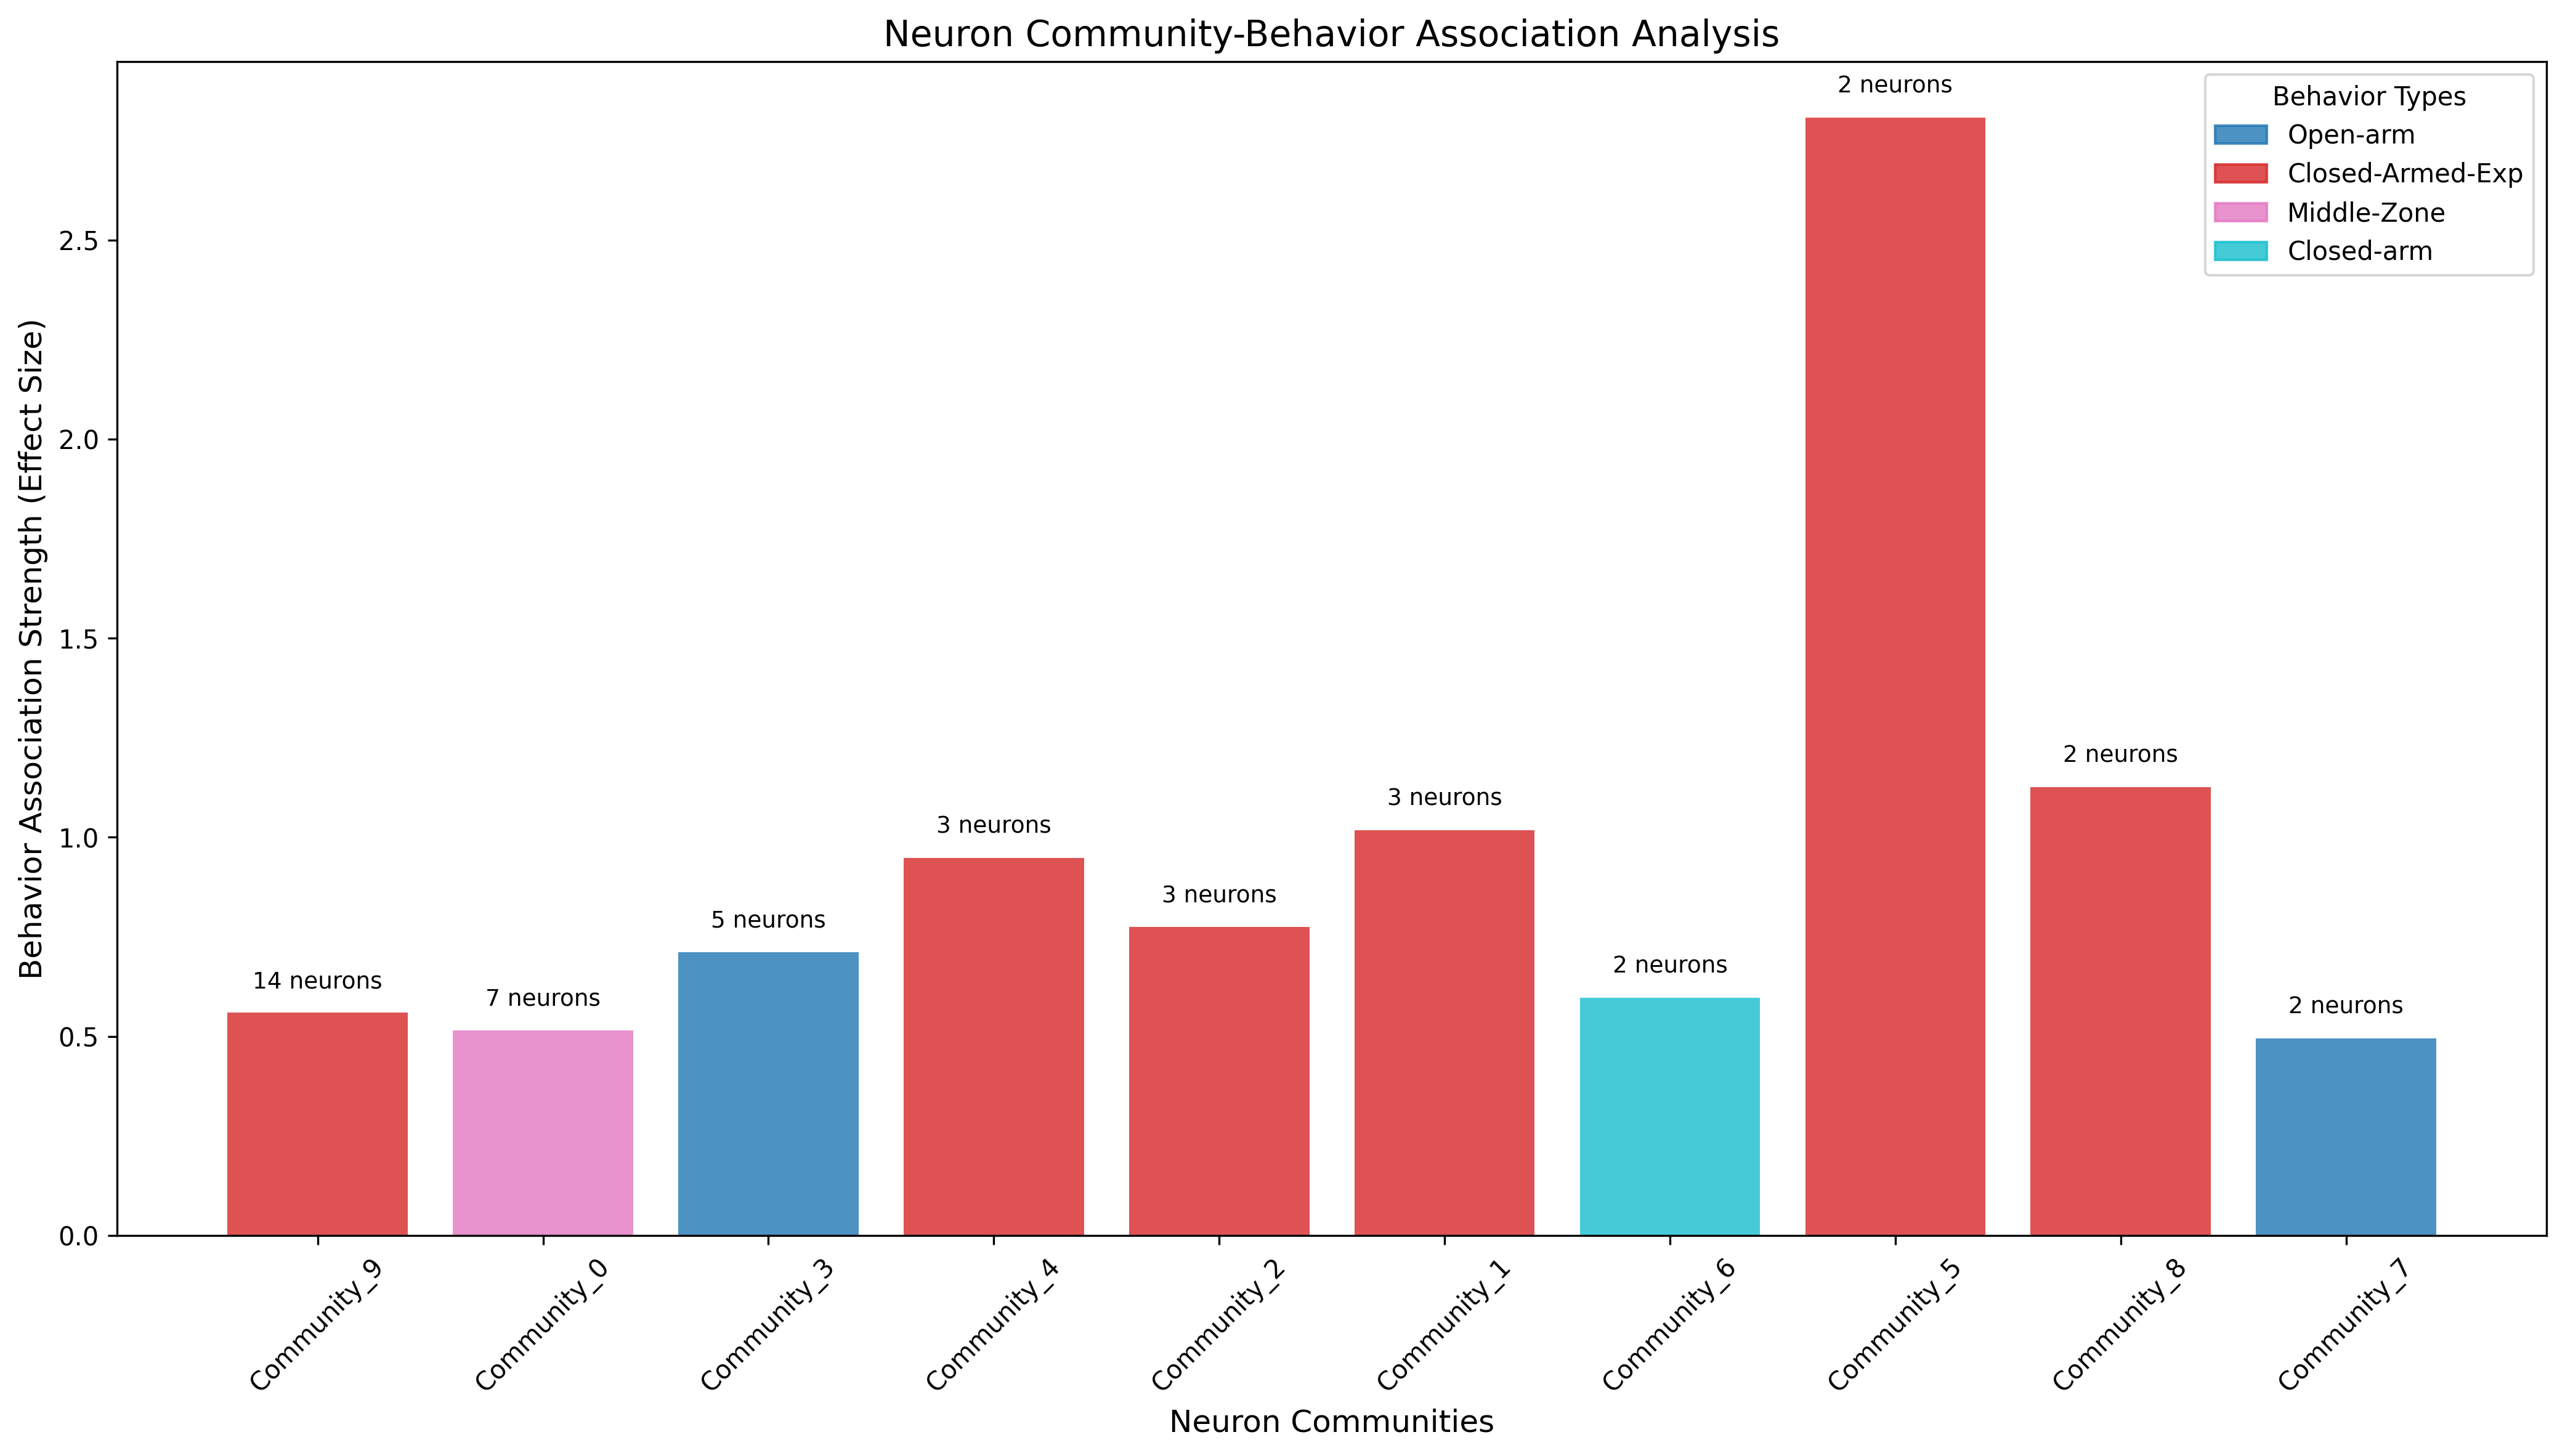 Neuron Community-Behavior Association Analysis
Behavior Association Strength (Effect Size)
2.5
2.0
1.5
1.0
0.5
0.0
14 neurons
7 neurons
5 neurons
3 neurons
3 neurons
3 neurons
2 neurons
2 neurons
2 neurons
2 neurons
Behavior Types
Open-arm
Closed-Armed-Exp
Middle-Zone
Closed-arm
Community_9
Community_0
Community_3
Community_4
Community_2
Community_1
Community_6
Community_5
Community_8
Community_7
Neuron Communities